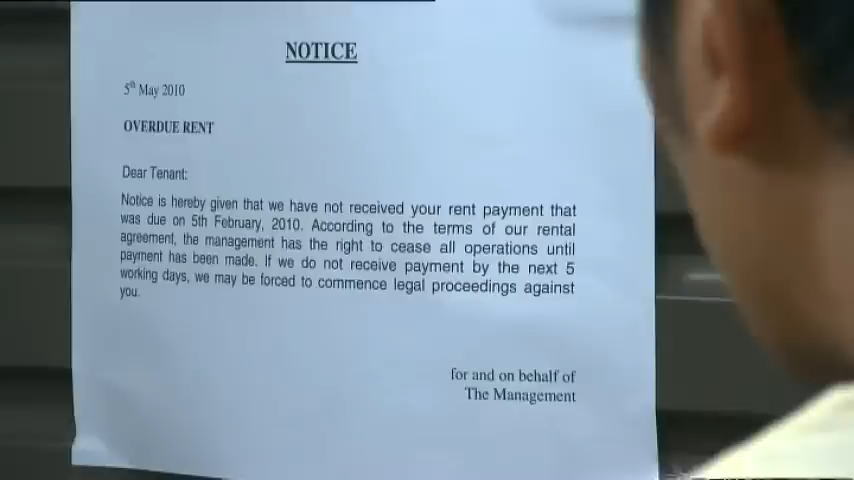 NOTICE
5th May 2010
OVERDUE RENT
Dear Tenant:
Notice is hereby given that we have not received your rent payment that
was due on 5th February, 2010. According to the terms of our rental
agreement, the management has the right to cease all operations until
payment has been made. If we do not receive payment by the next 5
working days, we may be forced to commence legal proceedings against
you.
for and on behalf of
The Management